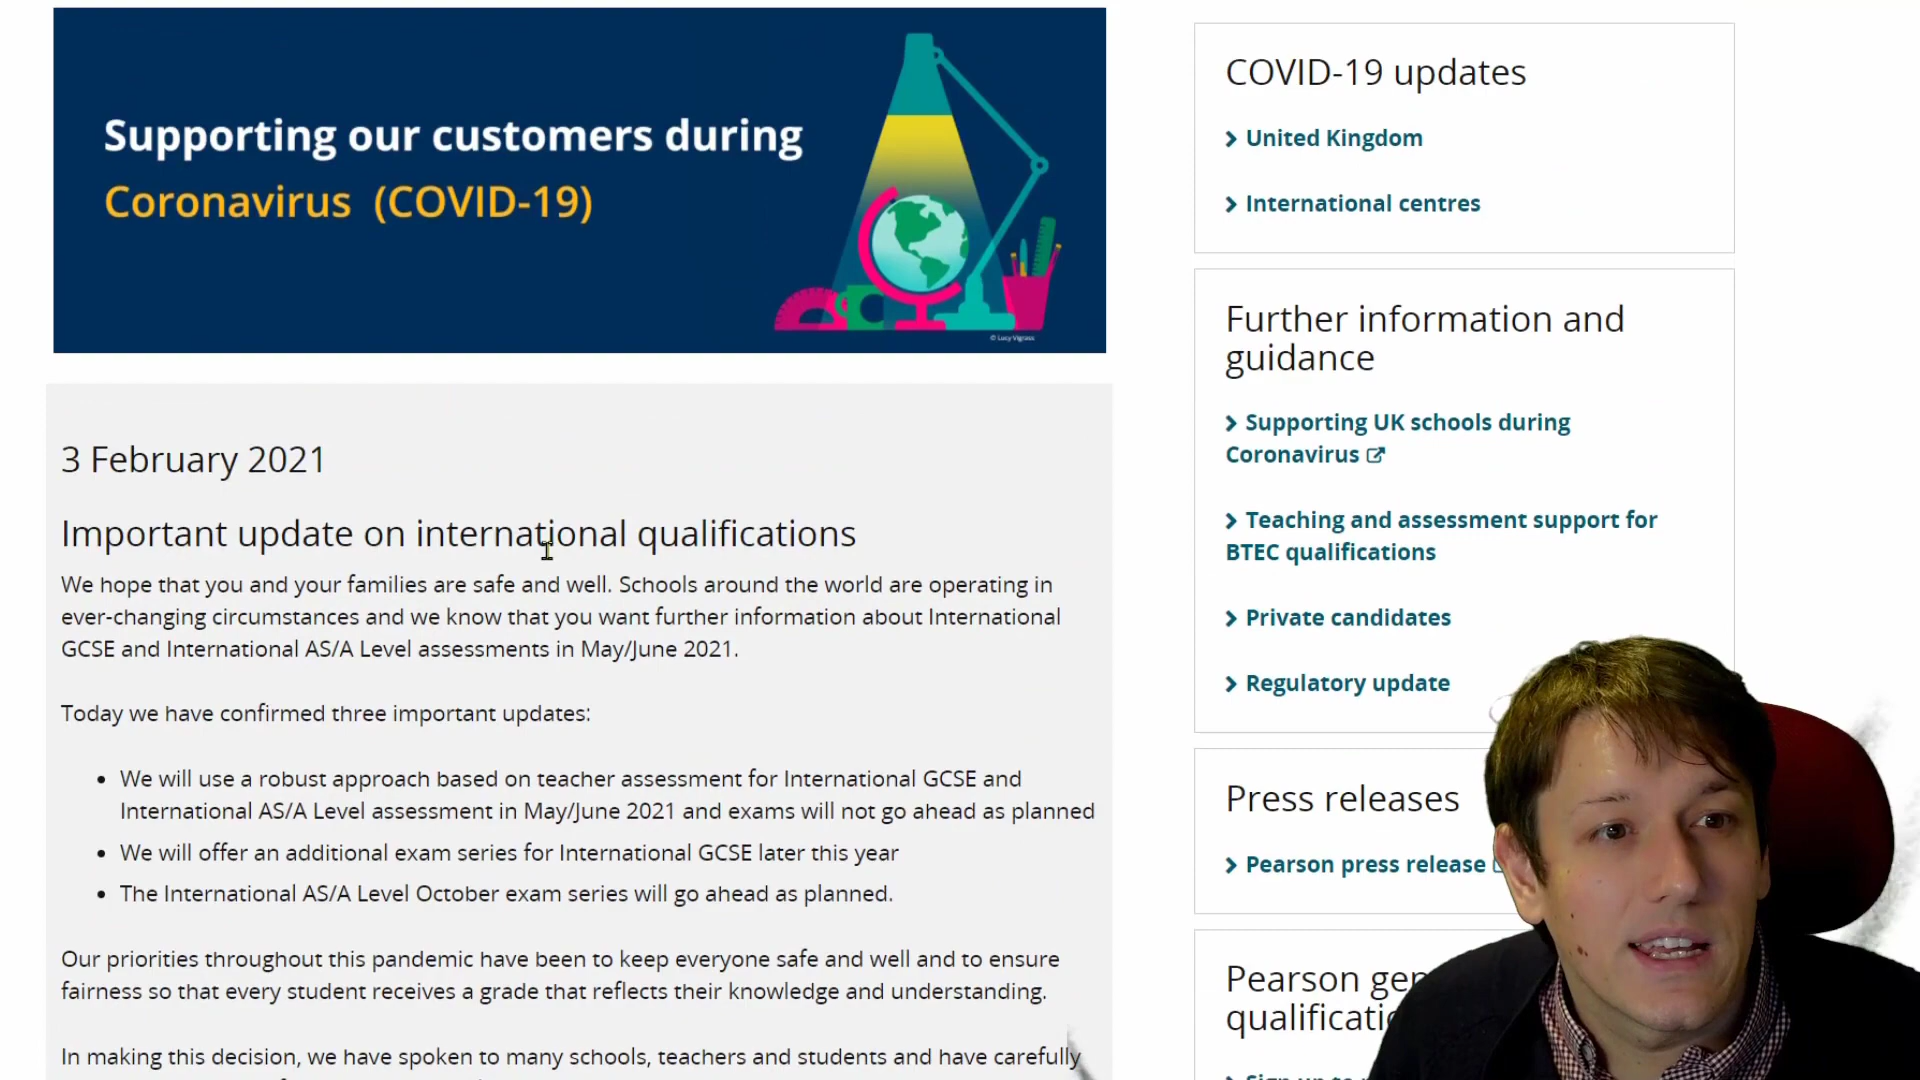 Supporting our customers during
Coronavirus (COVID-19)
© Lucy Vigrass
3 February 2021
Important update on international qualifications
We hope that you and your families are safe and well. Schools around the world are operating in
ever-changing circumstances and we know that you want further information about International
GCSE and International AS/A Level assessments in May/June 2021.
Today we have confirmed three important updates:
• We will use a robust approach based on teacher assessment for International GCSE and
International AS/A Level assessment in May/June 2021 and exams will not go ahead as planned
• We will offer an additional exam series for International GCSE later this year
• The International AS/A Level October exam series will go ahead as planned.
Our priorities throughout this pandemic have been to keep everyone safe and well and to ensure
fairness so that every student receives a grade that reflects their knowledge and understanding.
In making this decision, we have spoken to many schools, teachers and students and have carefully
COVID-19 updates
United Kingdom
International centres
Further information and
guidance
Supporting UK schools during
Coronavirus
Teaching and assessment support for
BTEC qualifications
Private candidates
Regulatory update
Press releases
Pearson press release
Pearson